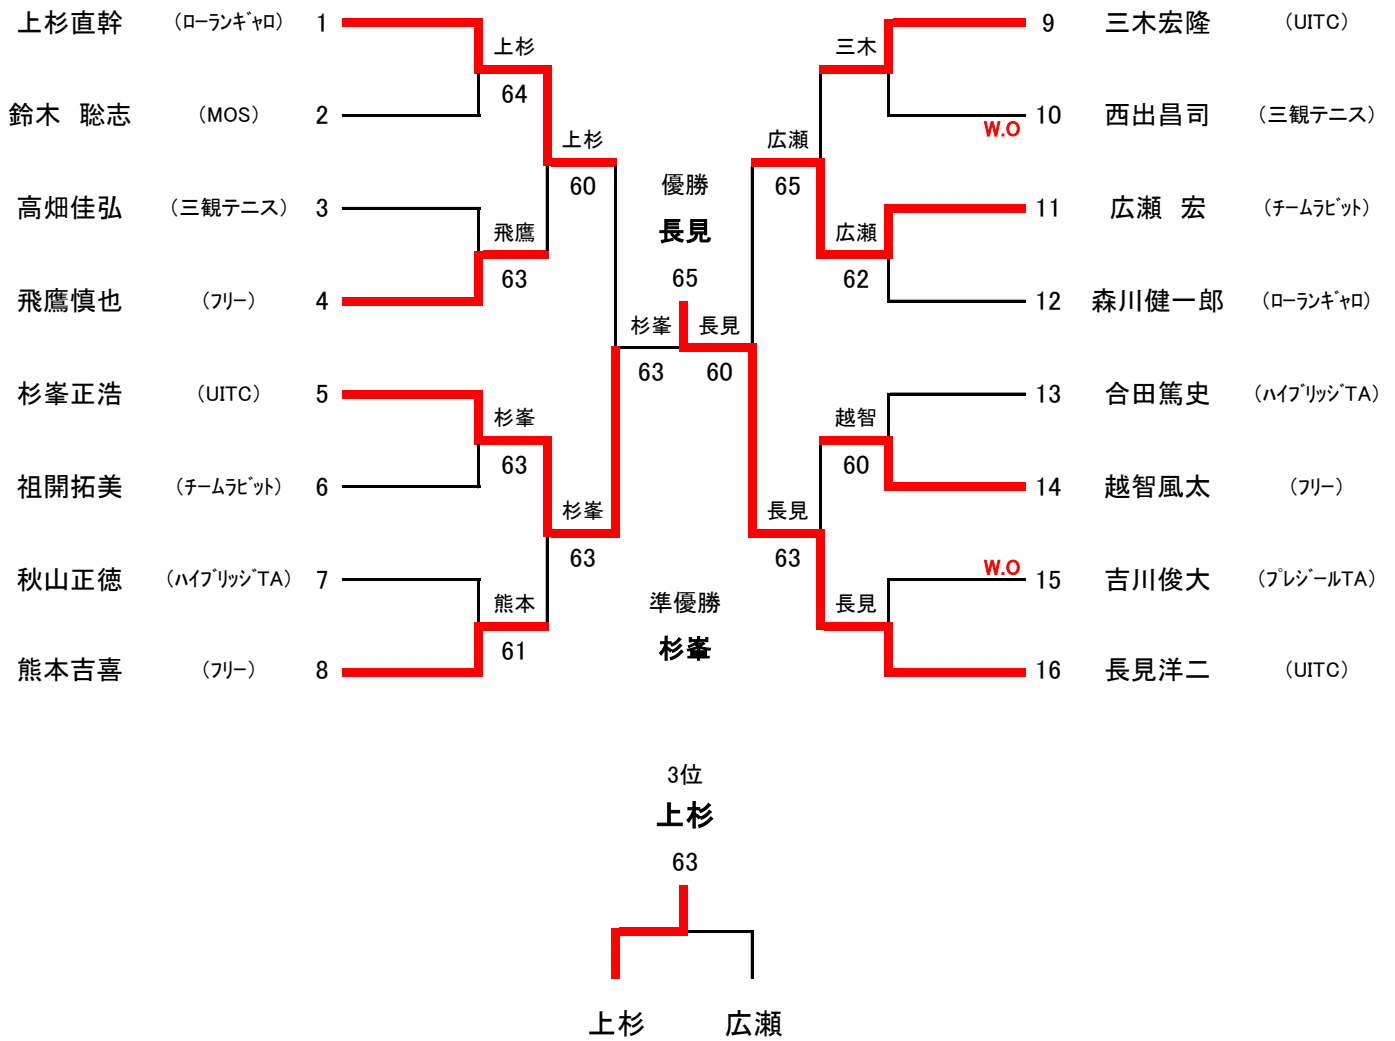 上杉直幹 (ﾛｰﾗﾝｷﾞｬﾛ) 1
上杉
64
鈴木 聡志 (MOS) 2
上杉
60
高畑佳弘 (三観テニス) 3
飛鷹
63
飛鷹慎也 (ﾌﾘｰ) 4
杉峯
63
杉峯正浩 (UITC) 5
杉峯
63
祖開拓美 (ﾁｰﾑﾗﾋﾞｯﾄ) 6
杉峯
63
秋山正徳 (ﾊｲﾌﾞﾘｯｼﾞTA) 7
熊本
61
熊本吉喜 (ﾌﾘｰ) 8
優勝
長見
65
準優勝
杉峯
9 三木宏隆 (UITC)
三木
10 西出昌司 (三観テニス)
W.O
広瀬
65
11 広瀬 宏 (ﾁｰﾑﾗﾋﾞｯﾄ)
広瀬
62
12 森川健一郎 (ﾛｰﾗﾝｷﾞｬﾛ)
長見
60
13 合田篤史 (ﾊｲﾌﾞﾘｯｼﾞTA)
越智
60
14 越智風太 (ﾌﾘｰ)
長見
63
W.O
15 吉川俊大 (ﾌﾟﾚｼﾞｰﾙTA)
長見
16 長見洋二 (UITC)
3位
上杉
63
上杉 広瀬